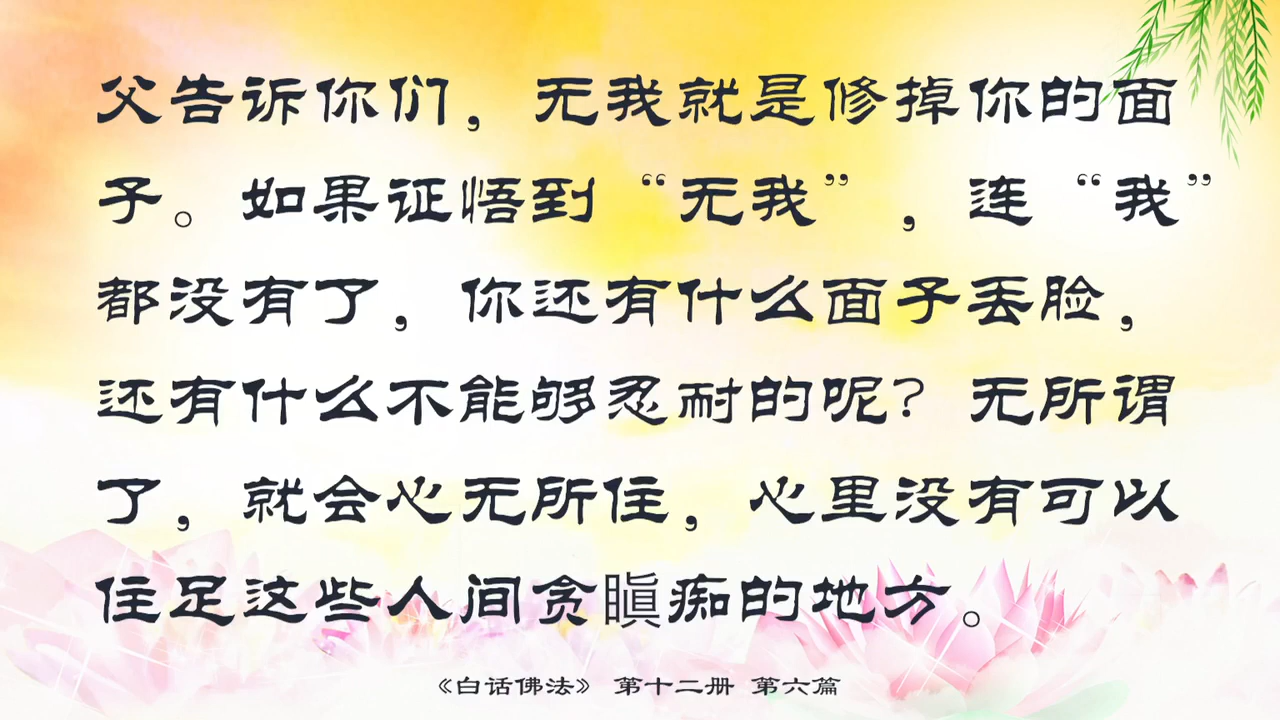 父告诉你们，无我就是修掉你的面
子。如果证悟到“无我”，连“我”
都没有了，你还有什么面子丢脸，
还有什么不能够忍耐的呢？无所谓
了，就会心无所住，心里没有可以
住足这些人间贪瞋痴的地方。
《白话佛法》 第十二册 第六篇